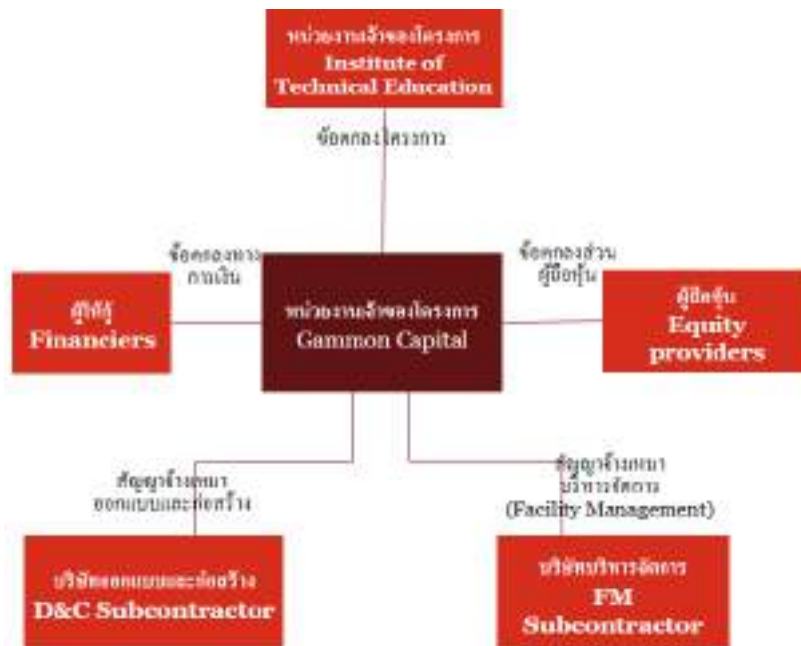 หน่วยงานเจ้าของโครงการ
Institute of
Technical Education
ข้อตกลงโครงการ
ข้อตกลงทาง
การเงิน
ข้อตกลงส่วน
ผู้ถือหุ้น
ผู้ให้กู้
Financiers
หน่วยงานเจ้าของโครงการ
Gammon Capital
ผู้ถือหุ้น
Equity
providers
สัญญาจ้างเหมา
ออกแบบและก่อสร้าง
สัญญาจ้างเหมา
บริหารจัดการ
(Facility Management)
บริษัทออกแบบและก่อสร้าง
D&C Subcontractor
บริษัทบริหารจัดการ
FM
Subcontractor